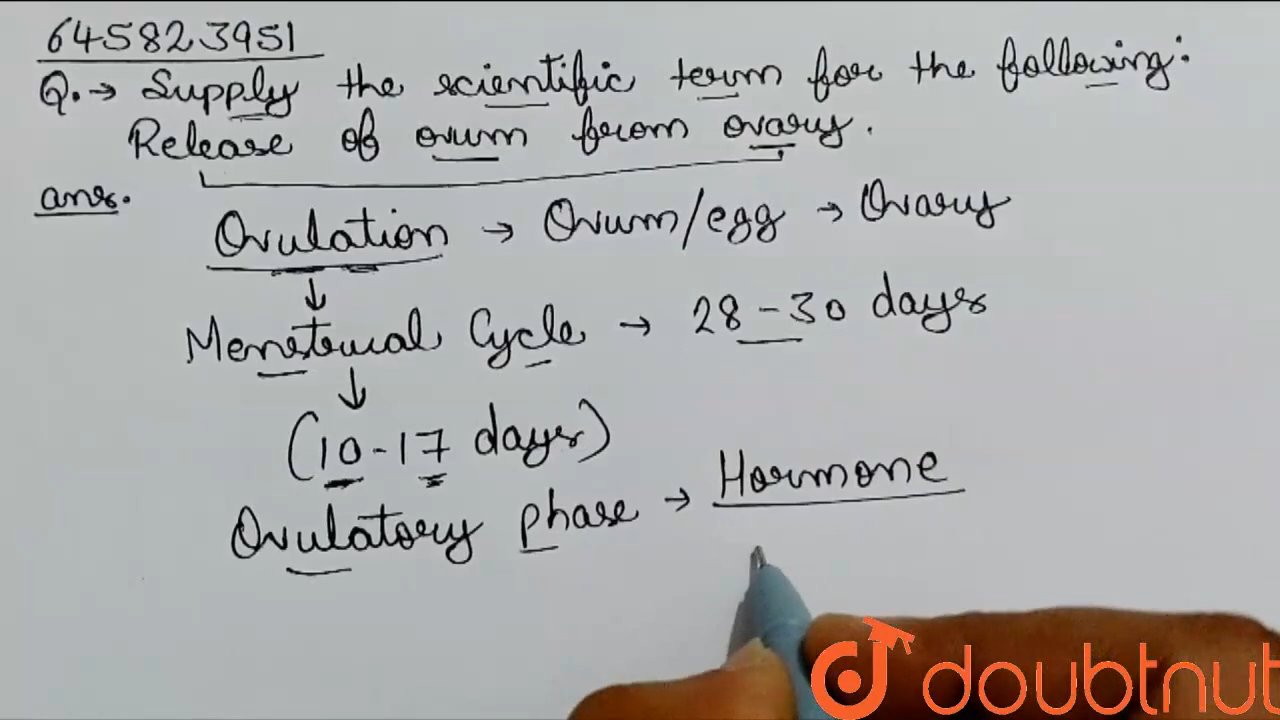 645823951
Q.→ Supply the scientific term for the following:
Release of ovum from ovary.
ans.
Ovulation → Ovum/egg → Ovary
↓
Menstrual Cycle → 28-30 days
↓
(10-17 days)
Ovulatory phase → Hormone
doubtnut